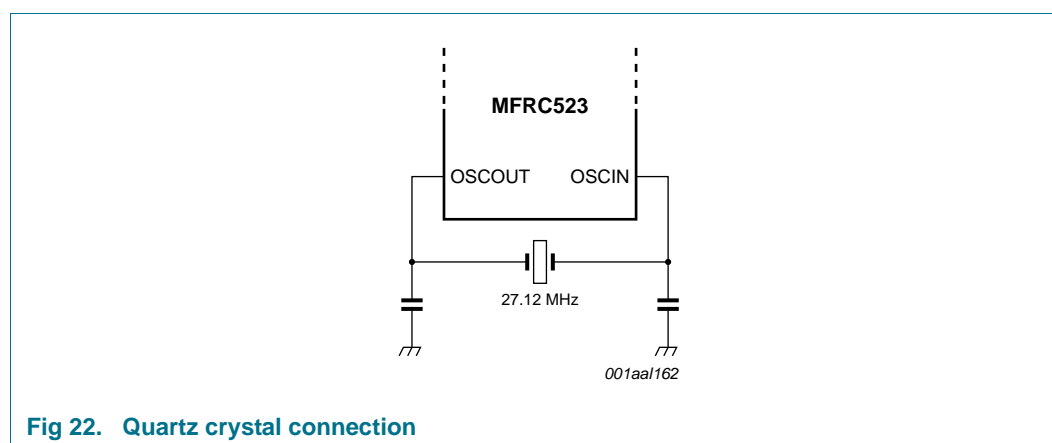 MFRC523
OSCOUT OSCIN
27.12 MHz
001aal162
Fig 22. Quartz crystal connection